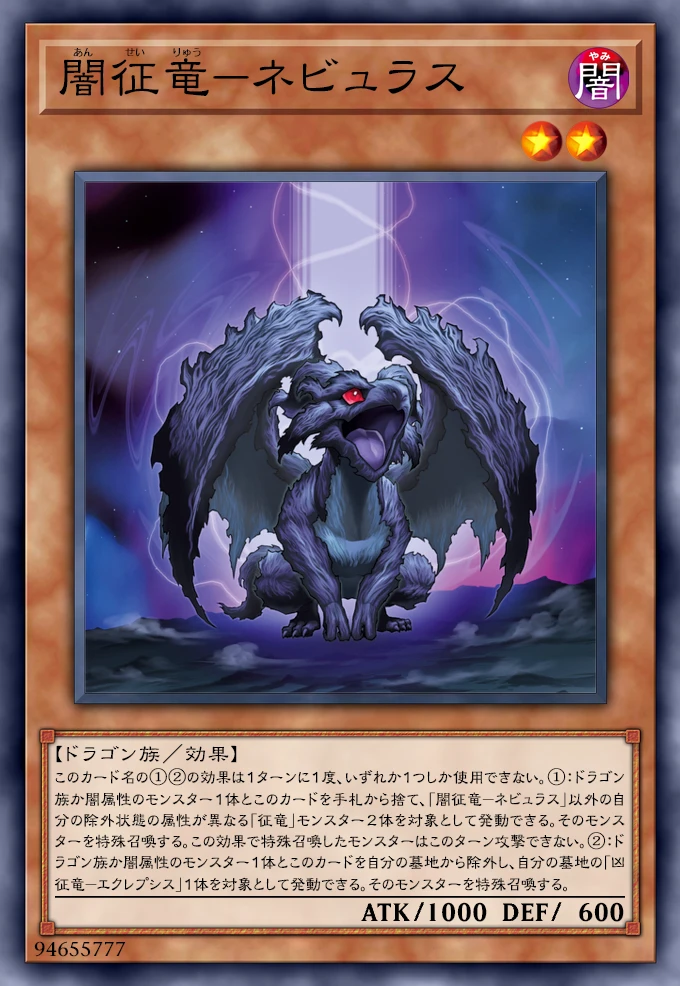 あん せい りゅう
闇征竜－ネビュラス
やみ
闇
【ドラゴン族／効果】
このカード名の①②の効果は1ターンに1度、いずれか1つしか使用できない。①：ドラゴン
族か闇属性のモンスター1体とこのカードを手札から捨て、「闇征竜－ネビュラス」以外の自
分の除外状態の属性が異なる「征竜」モンスター2体を対象として発動できる。そのモンス
ターを特殊召喚する。この効果で特殊召喚したモンスターはこのターン攻撃できない。②：ド
ラゴン族か闇属性のモンスター1体とこのカードを自分の墓地から除外し、自分の墓地の「凶
征竜－エクレプシス」1体を対象として発動できる。そのモンスターを特殊召喚する。
ATK/1000 DEF/ 600
94655777